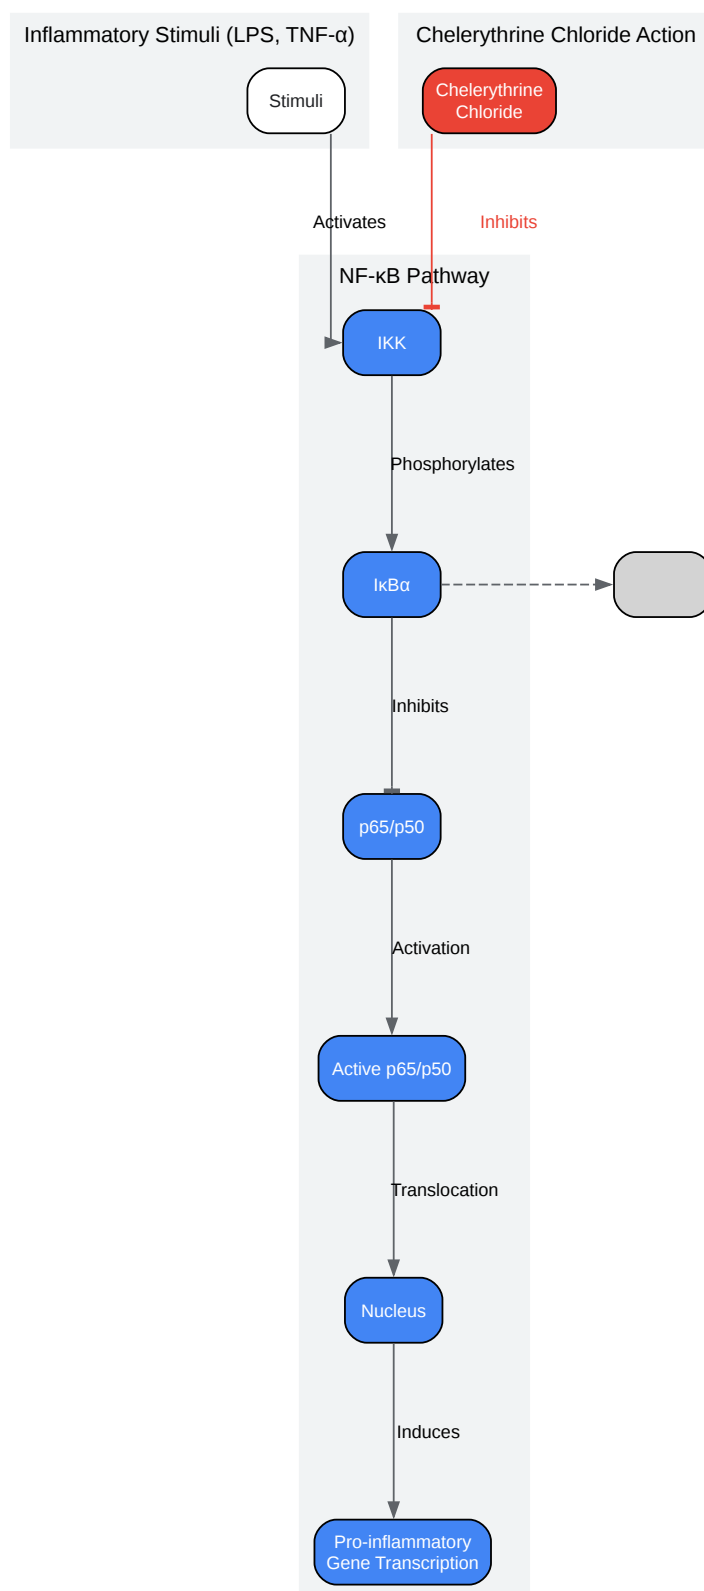 Inflammatory Stimuli (LPS, TNF-α)
Chelerythrine Chloride Action
Stimuli
Chelerythrine
Chloride
Activates
Inhibits
NF-κB Pathway
IKK
Phosphorylates
IκBα
Inhibits
p65/p50
Activation
Active p65/p50
Translocation
Nucleus
Induces
Pro-inflammatory
Gene Transcription